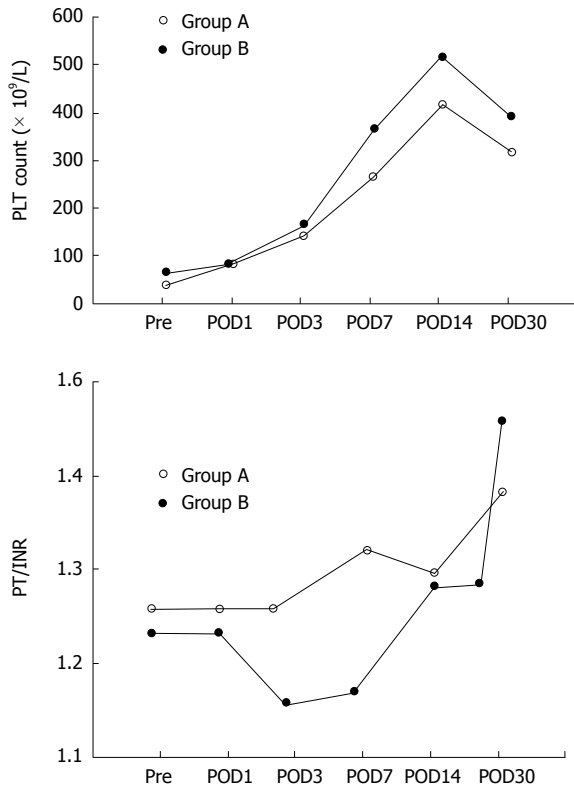 600
500
400
300
200
100
0
PLT count (× 10⁹/L)
Group A
Group B
Pre POD1 POD3 POD7 POD14 POD30
1.6
1.4
1.3
1.2
1.1
PT/INR
Group A
Group B
Pre POD1 POD3 POD7 POD14 POD30